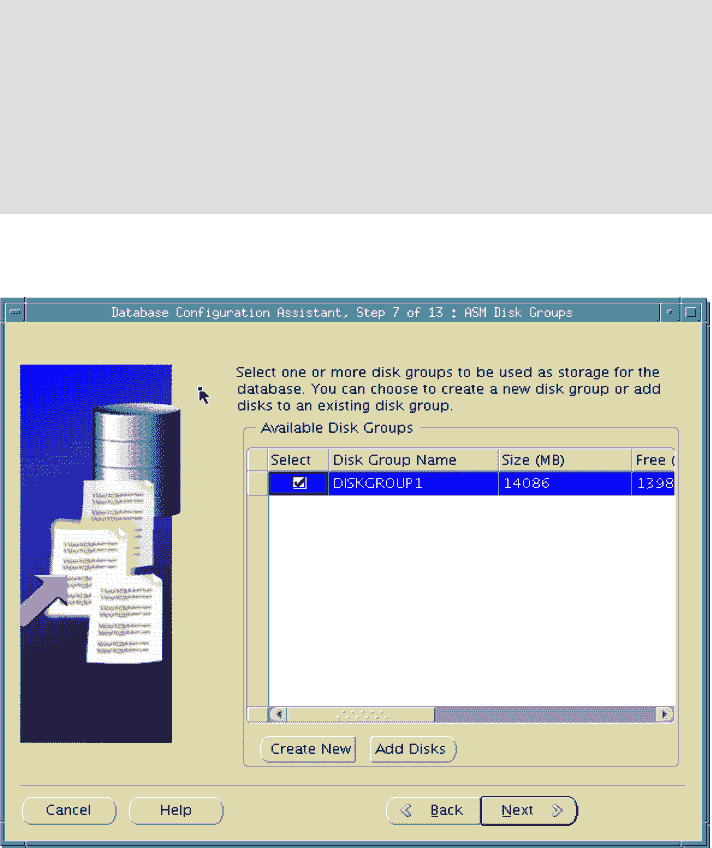 Database Configuration Assistant, Step 7 of 13 : ASM Disk Groups
Select one or more disk groups to be used as storage for the
database. You can choose to create a new disk group or add
disks to an existing disk group.
Available Disk Groups
Select Disk Group Name Size (MB) Free (
DISKGROUP1 14086 1398
Create New Add Disks
Cancel Help Back Next